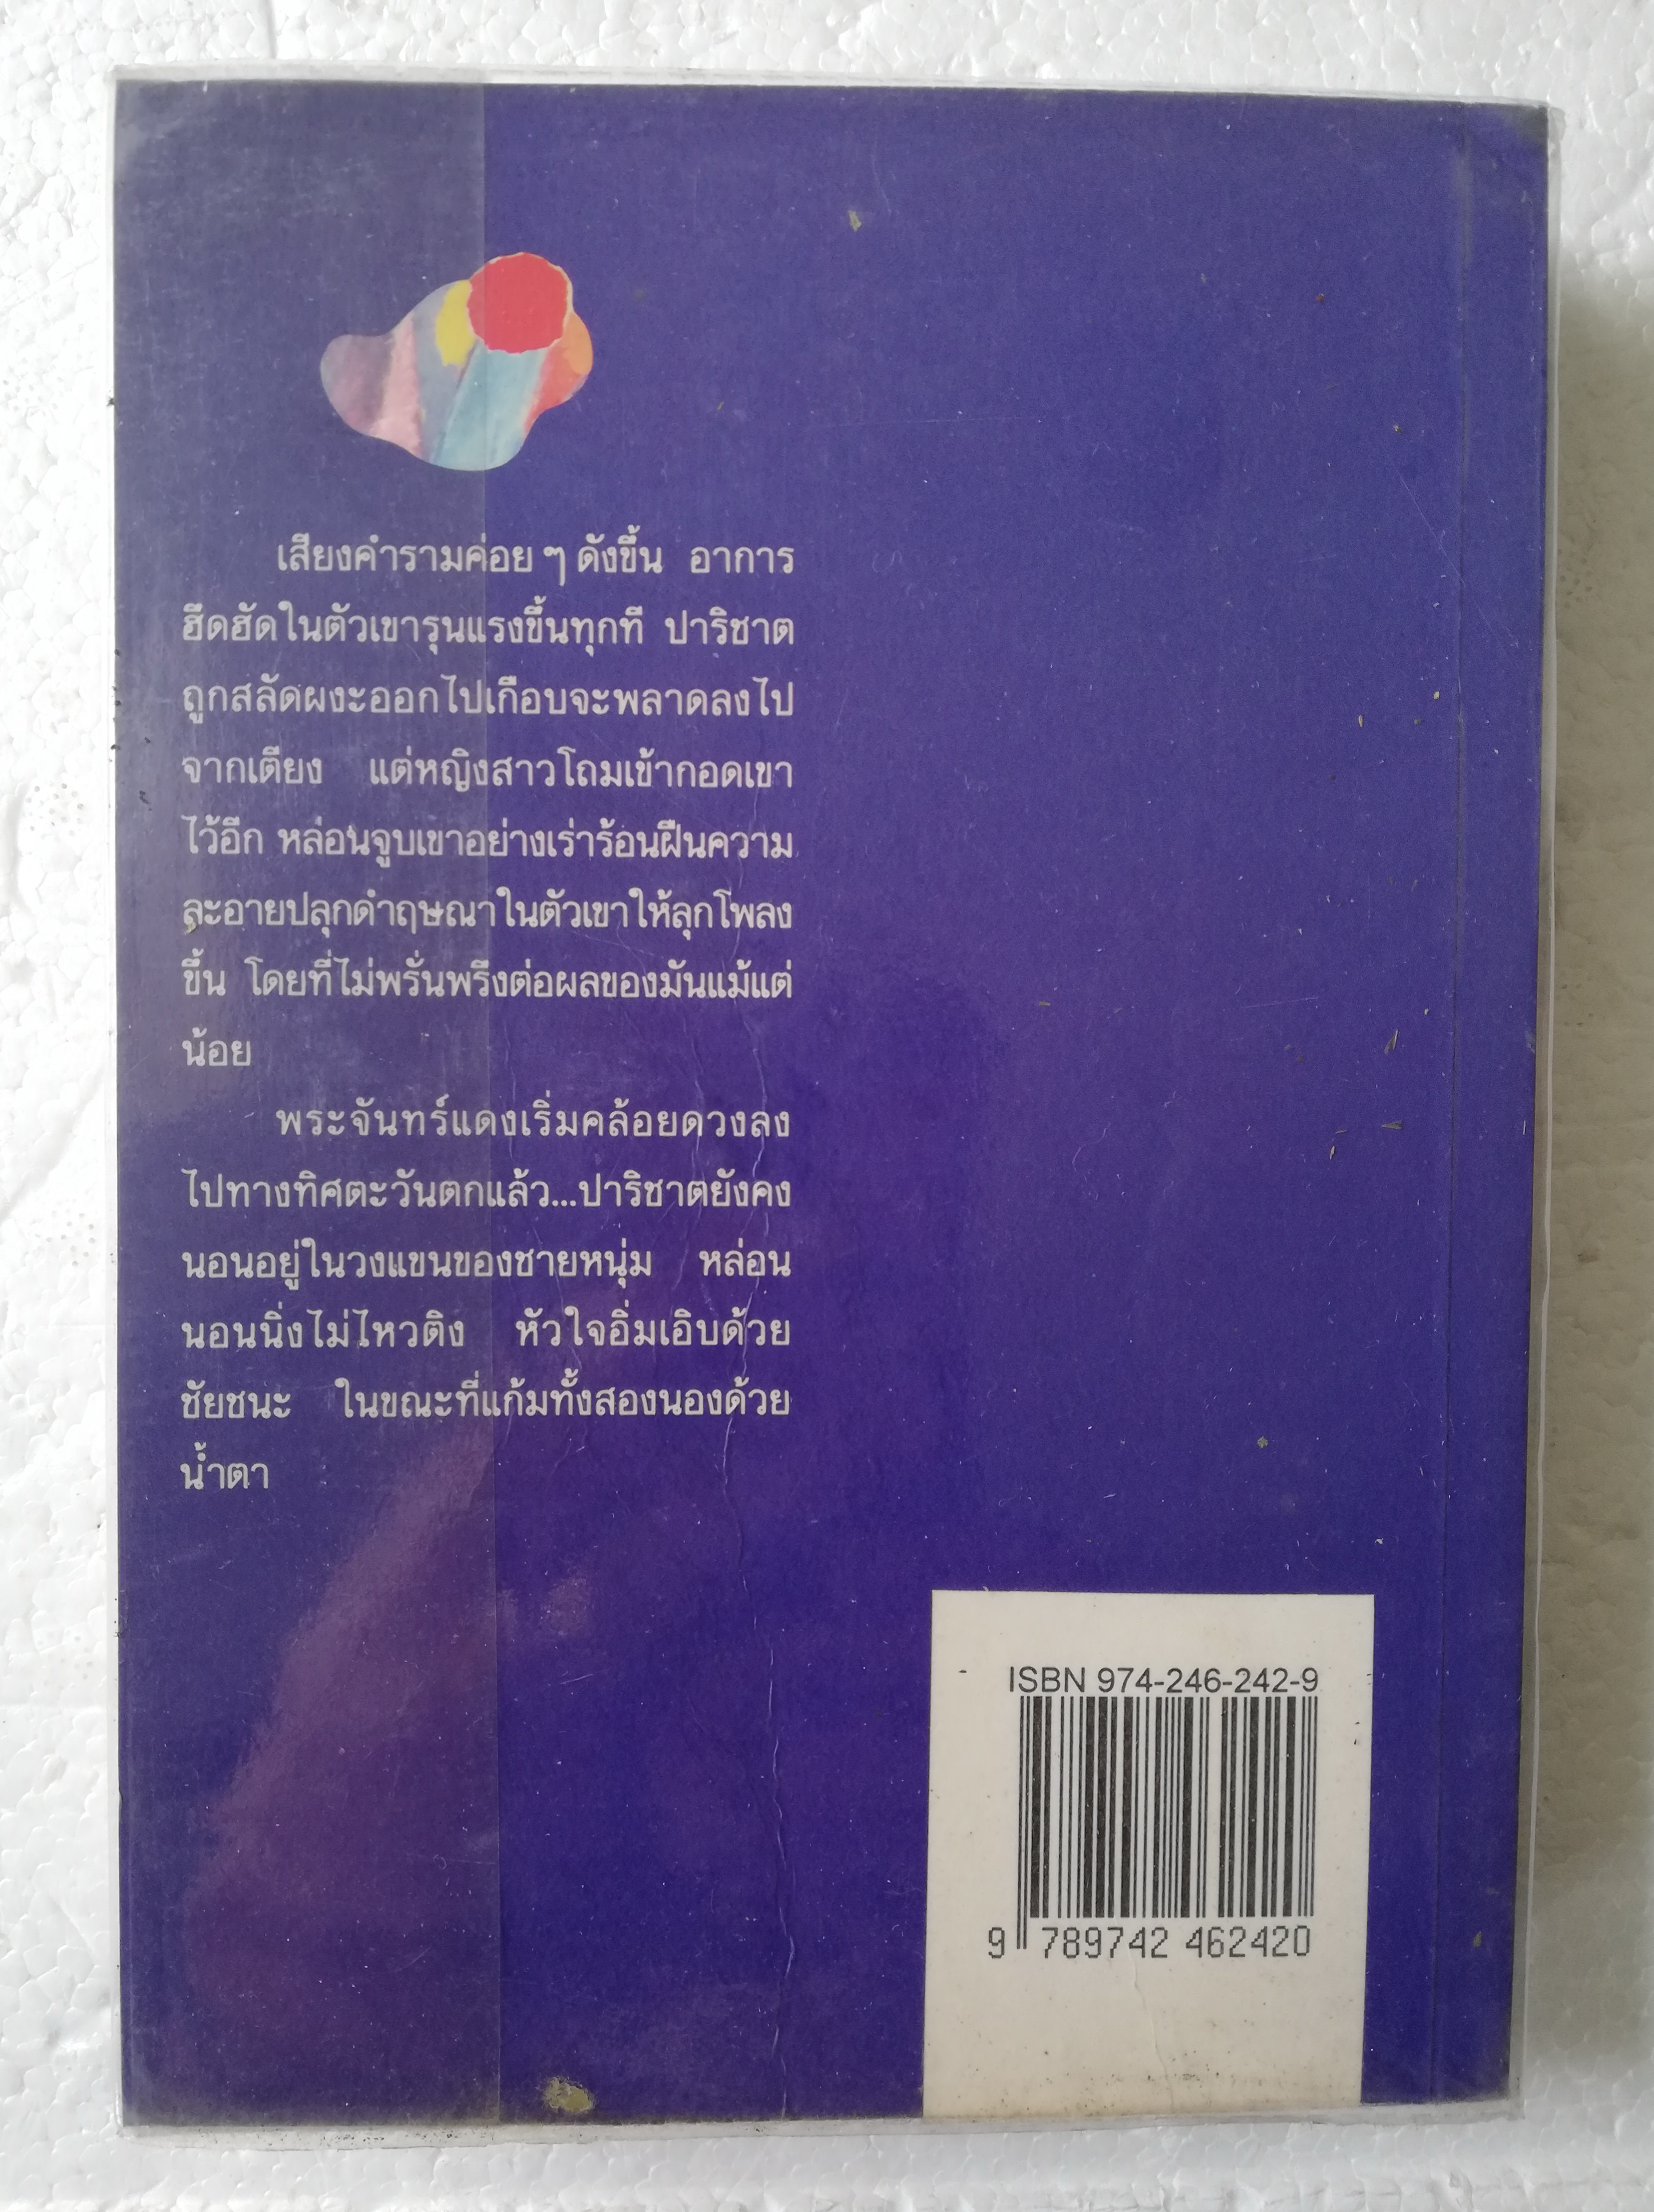 เสียงคำรามค่อย ๆ ดังขึ้น อาการ
ฮึดฮัดในตัวเขารุนแรงขึ้นทุกที ปาริชาต
ถูกสลัดผงะออกไปเกือบจะพลาดลงไป
จากเตียง แต่หญิงสาวโถมเข้ากอดเขา
ไว้อีก หล่อนจูบเขาอย่างเร่าร้อนฝืนความ
ละอายปลุกดำฤษณาในตัวเขาให้ลุกโพลง
ขึ้น โดยที่ไม่พรั่นพรึงต่อผลของมันแม้แต่
น้อย
พระจันทร์แดงเริ่มคล้อยดวงลง
ไปทางทิศตะวันตกแล้ว...ปาริชาตยังคง
นอนอยู่ในวงแขนของชายหนุ่ม หล่อน
นอนนิ่งไม่ไหวติง หัวใจอิ่มเอิบด้วย
ชัยชนะ ในขณะที่แก้มทั้งสองนองด้วย
น้ำตา
ISBN 974-246-242-9
9 789742 462420